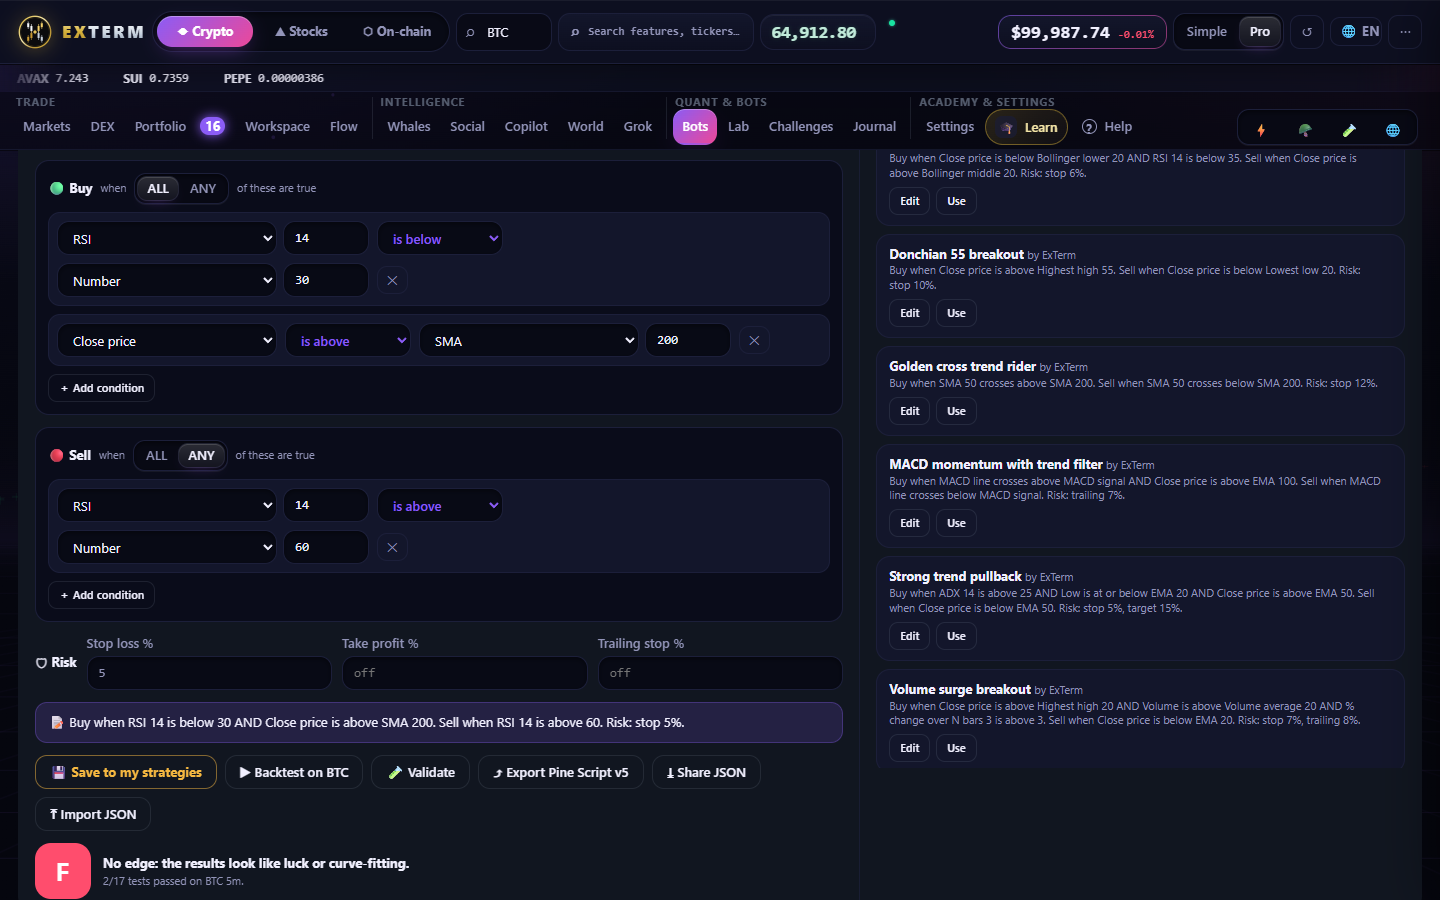 EXTERM
Crypto
Stocks
On-chain
BTC
Search features, tickers…
64,912.80
$99,987.74 -0.01%
Simple
Pro
EN
AVAX 7.243 SUI 0.7359 PEPE 0.00000386
TRADE
Markets DEX Portfolio 16 Workspace Flow
INTELLIGENCE
Whales Social Copilot World Grok
QUANT & BOTS
Bots Lab Challenges Journal
ACADEMY & SETTINGS
Settings Learn ? Help
Buy when ALL ANY of these are true
RSI 14 is below
Number 30
Close price is above SMA 200
+ Add condition
Sell when ALL ANY of these are true
RSI 14 is above
Number 60
+ Add condition
Risk
Stop loss %
5
Take profit %
off
Trailing stop %
off
Buy when RSI 14 is below 30 AND Close price is above SMA 200. Sell when RSI 14 is above 60. Risk: stop 5%.
Save to my strategies
Backtest on BTC
Validate
Export Pine Script v5
Share JSON
Import JSON
F
No edge: the results look like luck or curve-fitting.
2/17 tests passed on BTC 5m.
Buy when Close price is below Bollinger lower 20 AND RSI 14 is below 35. Sell when Close price is
above Bollinger middle 20. Risk: stop 6%.
Edit Use
Donchian 55 breakout by ExTerm
Buy when Close price is above Highest high 55. Sell when Close price is below Lowest low 20. Risk:
stop 10%.
Edit Use
Golden cross trend rider by ExTerm
Buy when SMA 50 crosses above SMA 200. Sell when SMA 50 crosses below SMA 200. Risk: stop 12%.
Edit Use
MACD momentum with trend filter by ExTerm
Buy when MACD line crosses above MACD signal AND Close price is above EMA 100. Sell when MACD
line crosses below MACD signal. Risk: trailing 7%.
Edit Use
Strong trend pullback by ExTerm
Buy when ADX 14 is above 25 AND Low is at or below EMA 20 AND Close price is above EMA 50. Sell
when Close price is below EMA 50. Risk: stop 5%, target 15%.
Edit Use
Volume surge breakout by ExTerm
Buy when Close price is above Highest high 20 AND Volume is above Volume average 20 AND %
change over N bars 3 is above 3. Sell when Close price is below EMA 20. Risk: stop 7%, trailing 8%.
Edit Use